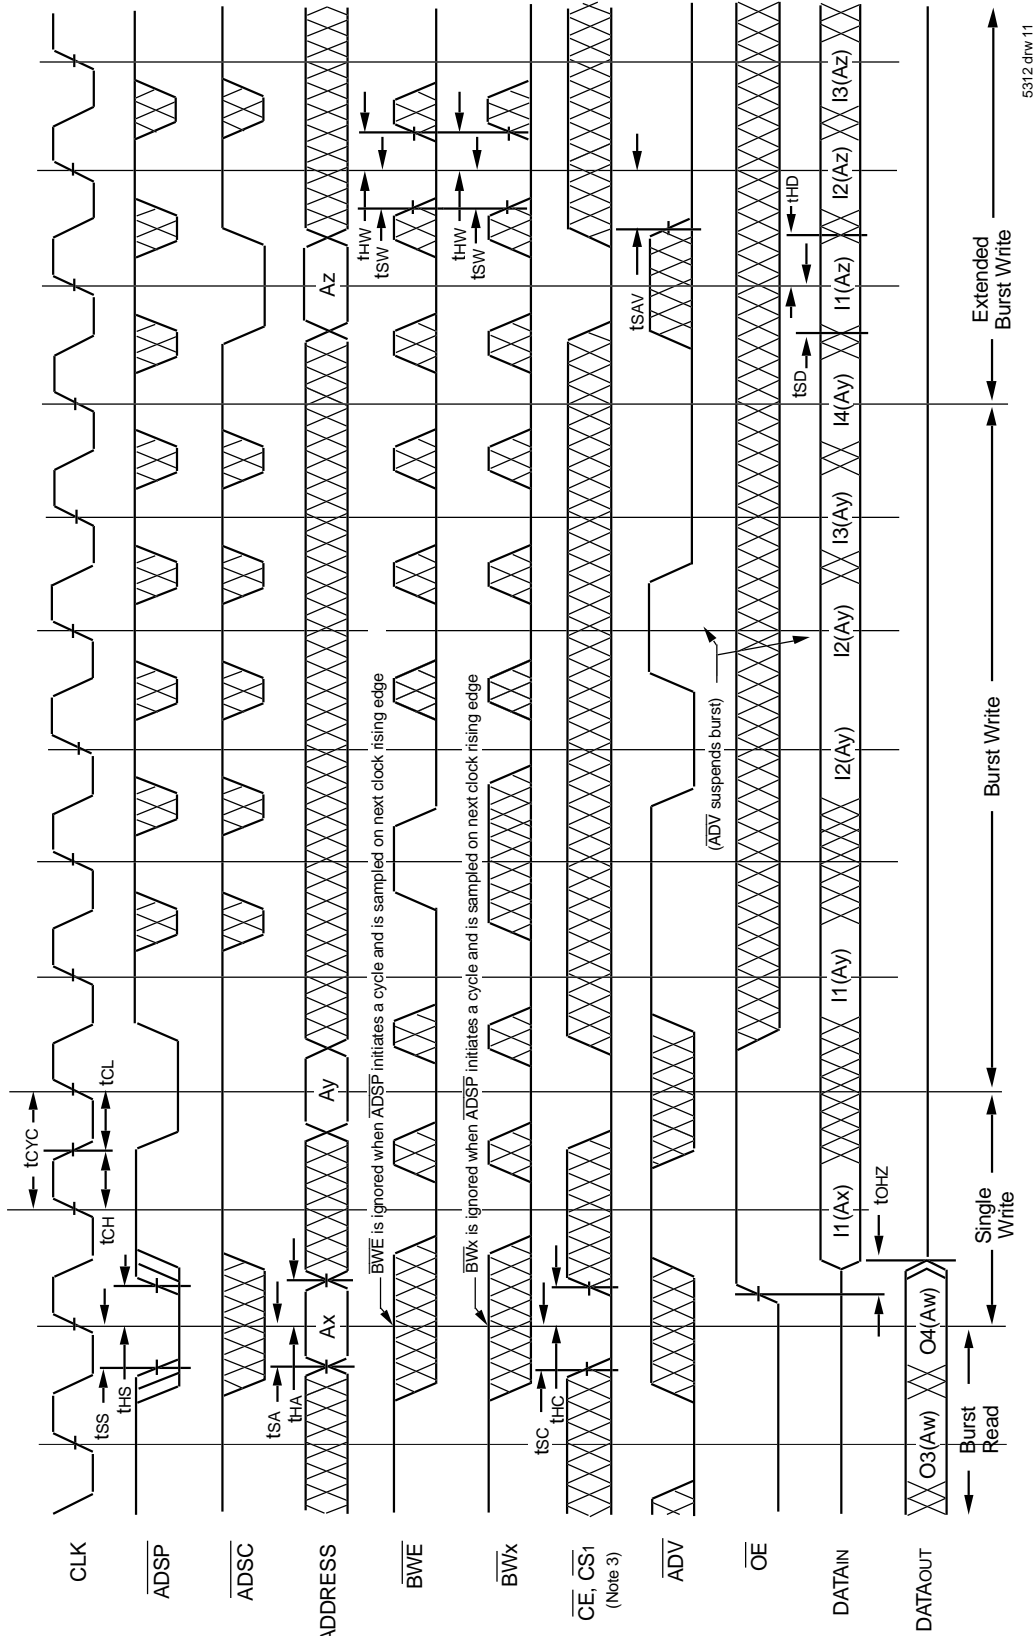 CLK
tCYC
tSS
tHS
tCH
tCL
ADSP
ADSC
ADDRESS
tSA
tHA
Ax
Ay
Az
BWE
BWE is ignored when ADSP initiates a cycle and is sampled on next clock rising edge
tHW
tSW
BWx
BWx is ignored when ADSP initiates a cycle and is sampled on next clock rising edge
tHW
tSW
CE, CS1
(Note 3)
tSC
tHC
ADV
tSAV
(ADV suspends burst)
OE
tOHZ
tSD
tHD
DATAIN
I1(Ax)
I1(Ay)
I2(Ay)
I2(Ay)
I3(Ay)
I4(Ay)
I1(Az)
I2(Az)
I3(Az)
DATAOUT
O3(Aw)
O4(Aw)
Burst
Read
Single
Write
Burst Write
Extended
Burst Write
5312 drw 11